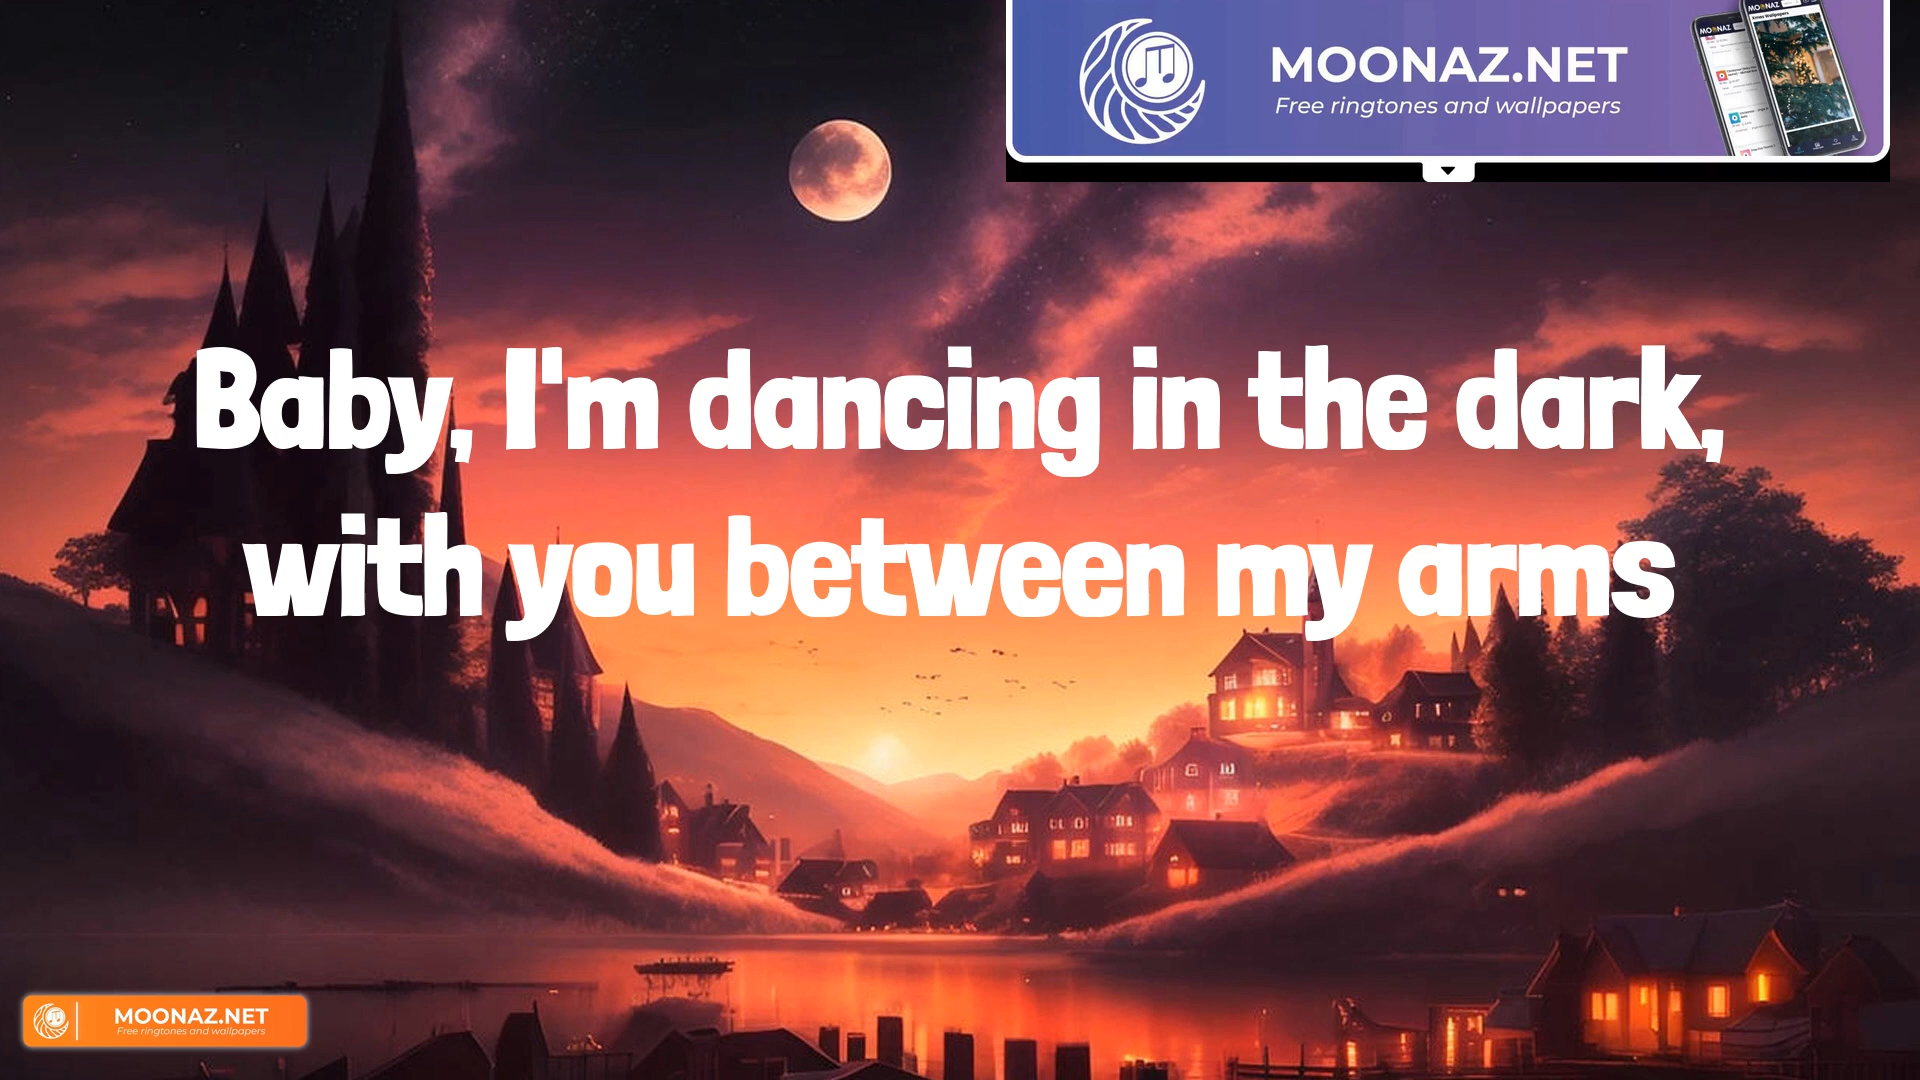 MOONAZ.NET
Free ringtones and wallpapers
Baby, I'm dancing in the dark,
with you between my arms
MOONAZ.NET
Free ringtones and wallpapers